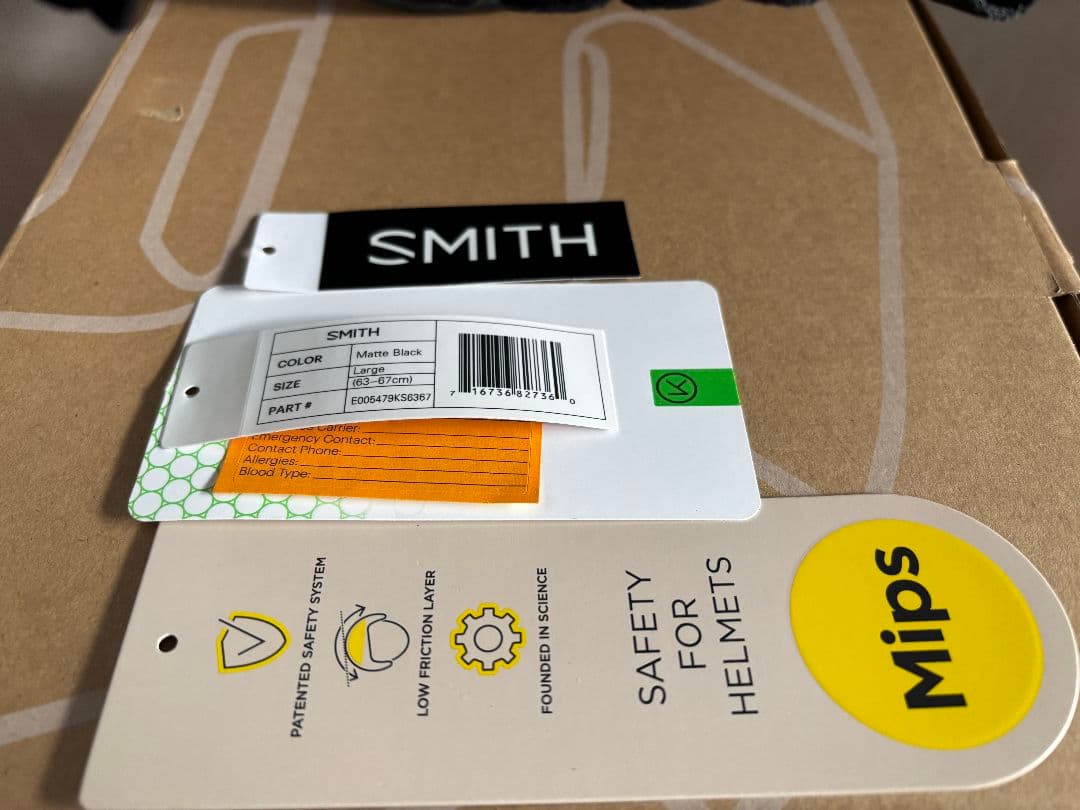 SMITH
SMITH
COLOR Matte Black
SIZE Large (63-67cm)
PART # E005479KS6367
7 16736 82736 0
Carrier:
Emergency Contact:
Contact Phone:
Allergies:
Blood Type:
PATENTED SAFETY SYSTEM
LOW FRICTION LAYER
FOUNDED IN SCIENCE
SAFETY
FOR
HELMETS
Mips